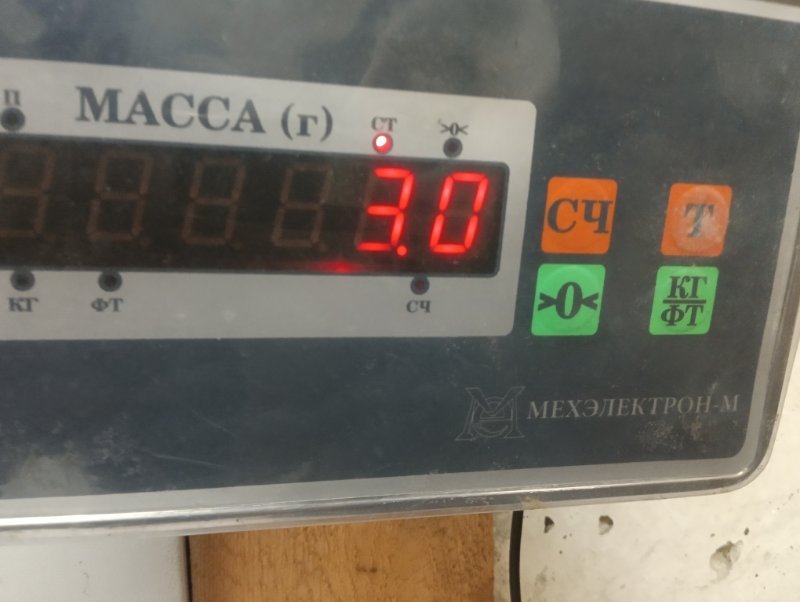 П
МАССА (г)
СТ
>0<
3.0
КГ
ФТ
СЧ
СЧ
Т
>0<
КГ
ФТ
МЕХЭЛЕКТРОН-М